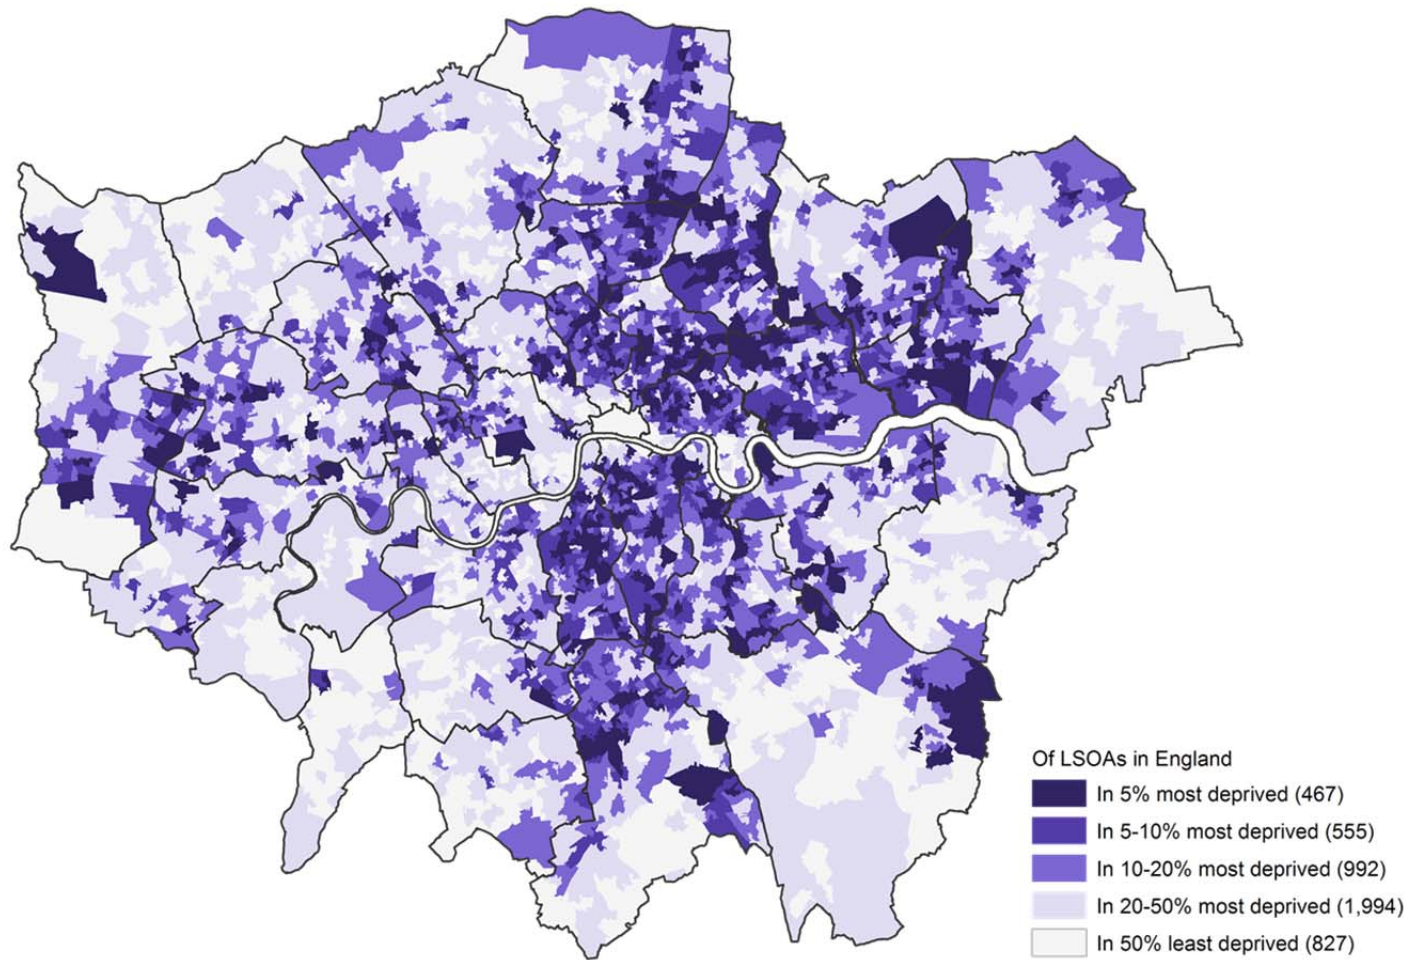 Of LSOAs in England
In 5% most deprived (467)
In 5-10% most deprived (555)
In 10-20% most deprived (992)
In 20-50% most deprived (1,994)
In 50% least deprived (827)